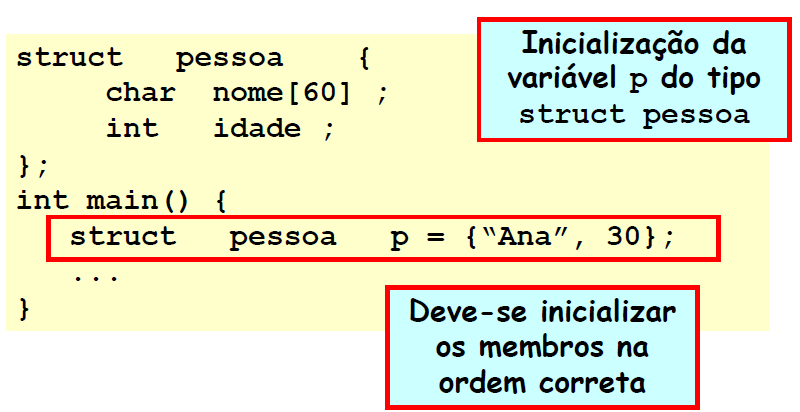 Inicialização da
variável p do tipo
struct pessoa
struct pessoa {
char nome[60] ;
int idade ;
};
int main() {
struct pessoa p = {“Ana”, 30};
...
}
Deve-se inicializar
os membros na
ordem correta